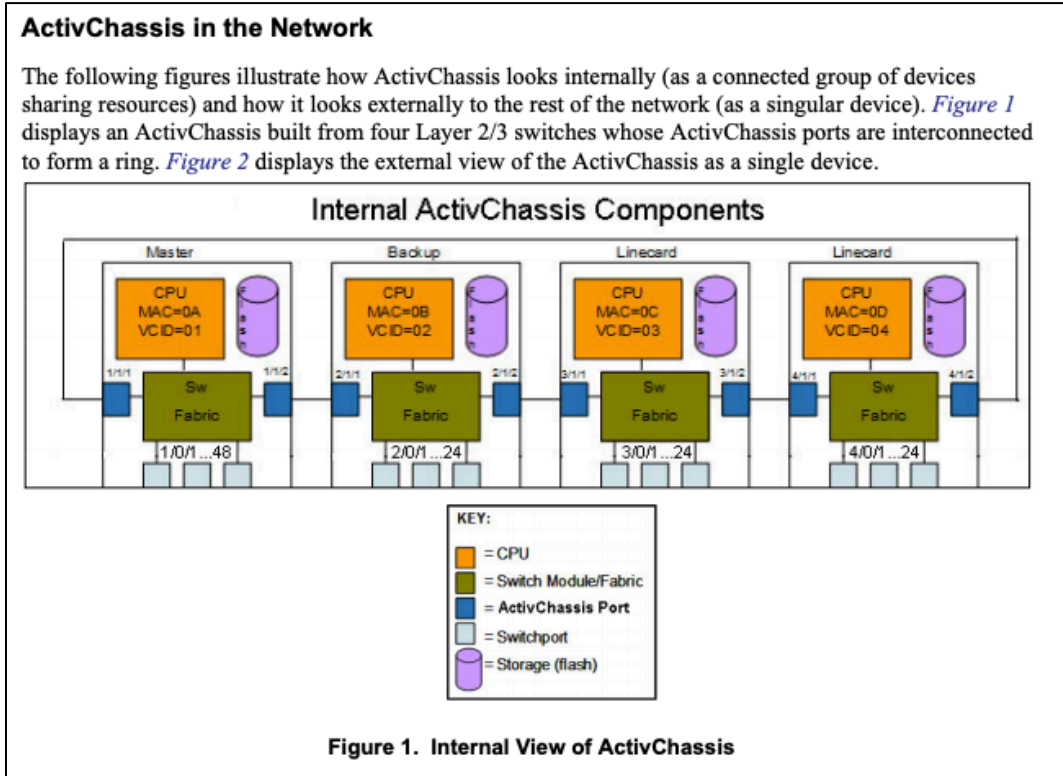 ActivChassis in the Network
The following figures illustrate how ActivChassis looks internally (as a connected group of devices
sharing resources) and how it looks externally to the rest of the network (as a singular device). Figure 1
displays an ActivChassis built from four Layer 2/3 switches whose ActivChassis ports are interconnected
to form a ring. Figure 2 displays the external view of the ActivChassis as a single device.
Internal ActivChassis Components
Master Backup Linecard Linecard
CPU CPU CPU CPU
MAC=0A MAC=0B MAC=0C MAC=0D
VCID=01 VCID=02 VCID=03 VCID=04
Flash Flash Flash Flash
1/1/1 1/1/2 2/1/1 2/1/2 3/1/1 3/1/2 4/1/1 4/1/2
Sw Sw Sw Sw
Fabric Fabric Fabric Fabric
1/0/1 ...48 2/0/1 ...24 3/0/1 ...24 4/0/1 ...24
KEY:
= CPU
= Switch Module/Fabric
= ActivChassis Port
= Switchport
= Storage (flash)
Figure 1. Internal View of ActivChassis